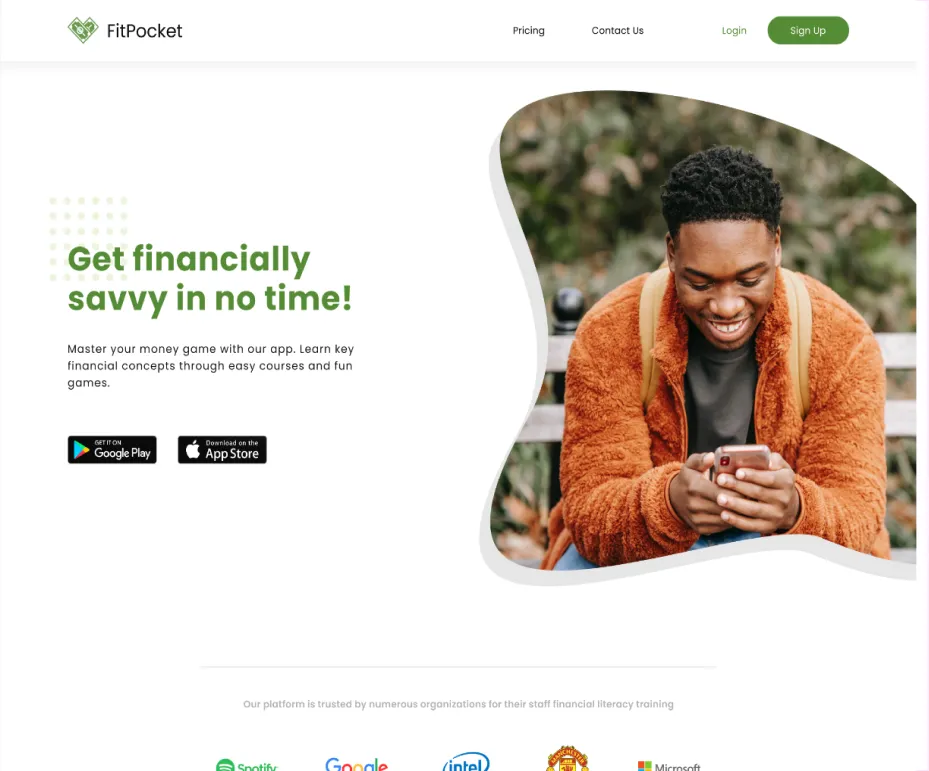 FitPocket
Pricing
Contact Us
Login
Sign Up
Get financially
savvy in no time!
Master your money game with our app. Learn key
financial concepts through easy courses and fun
games.
GET IT ON
Google Play
Download on the
App Store
Our platform is trusted by numerous organizations for their staff financial literacy training
Spotify
Google
intel
MANCHESTER
Microsoft